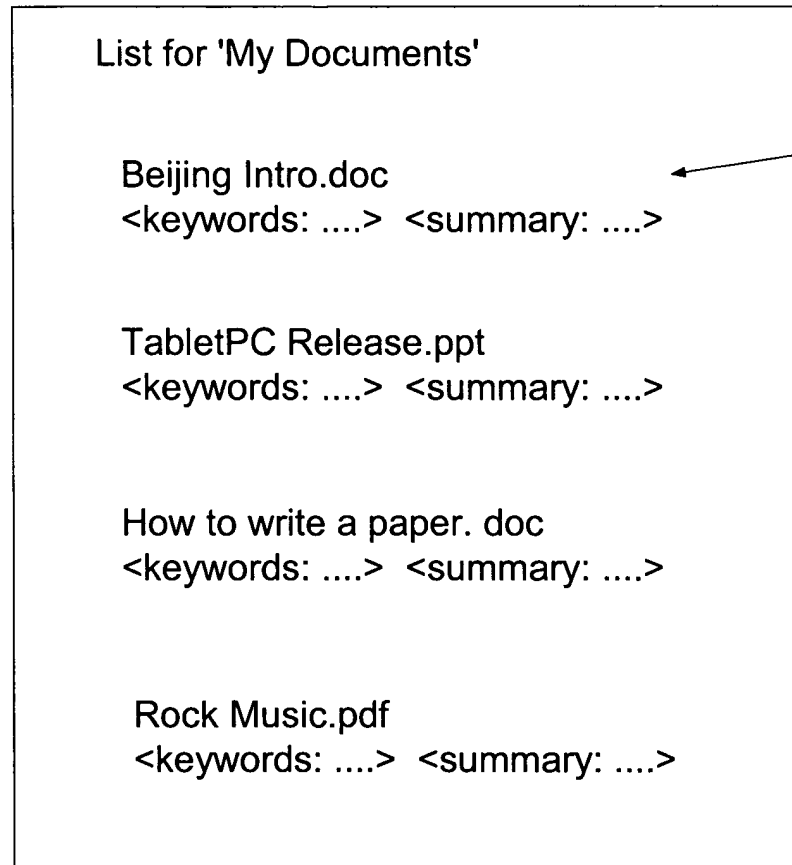 List for 'My Documents'
Beijing Intro.doc
<keywords: ....> <summary: ....>
TabletPC Release.ppt
<keywords: ....> <summary: ....>
How to write a paper. doc
<keywords: ....> <summary: ....>
Rock Music.pdf
<keywords: ....> <summary: ....>